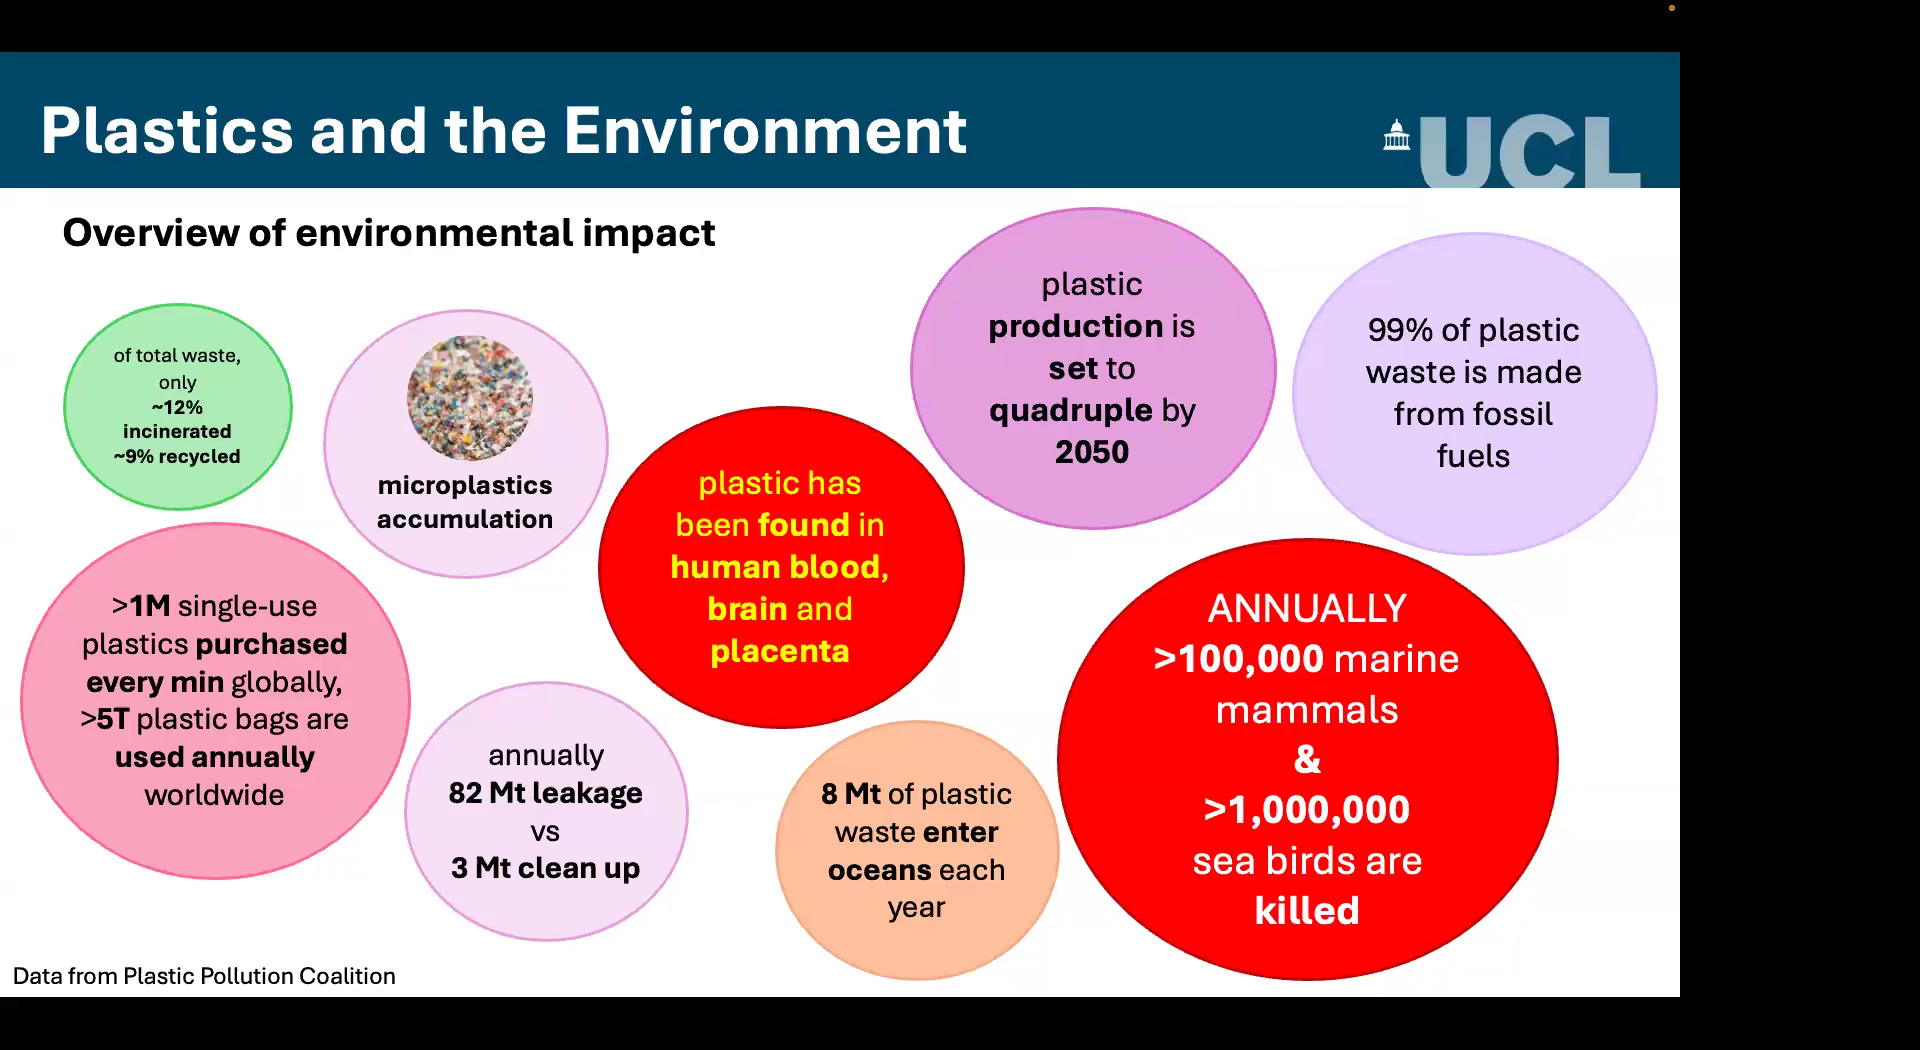 Plastics and the Environment
UCL
Overview of environmental impact
of total waste,
only
~12%
incinerated
~9% recycled
microplastics
accumulation
plastic
production is
set to
quadruple by
2050
99% of plastic
waste is made
from fossil
fuels
plastic has
been found in
human blood,
brain and
placenta
>1M single-use
plastics purchased
every min globally,
>5T plastic bags are
used annually
worldwide
annually
82 Mt leakage
vs
3 Mt clean up
8 Mt of plastic
waste enter
oceans each
year
ANNUALLY
>100,000 marine
mammals
&
>1,000,000
sea birds are
killed
Data from Plastic Pollution Coalition